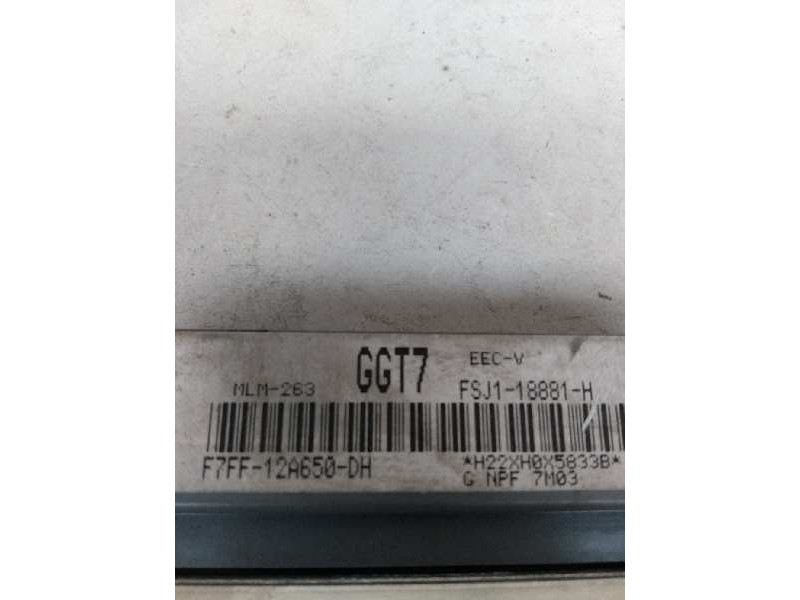 GGT7 EEC-V
MLM-263 FSJ1-18881-H
F7FF-12A650-DH *H22XH0X5833B*
G NPF 7M03